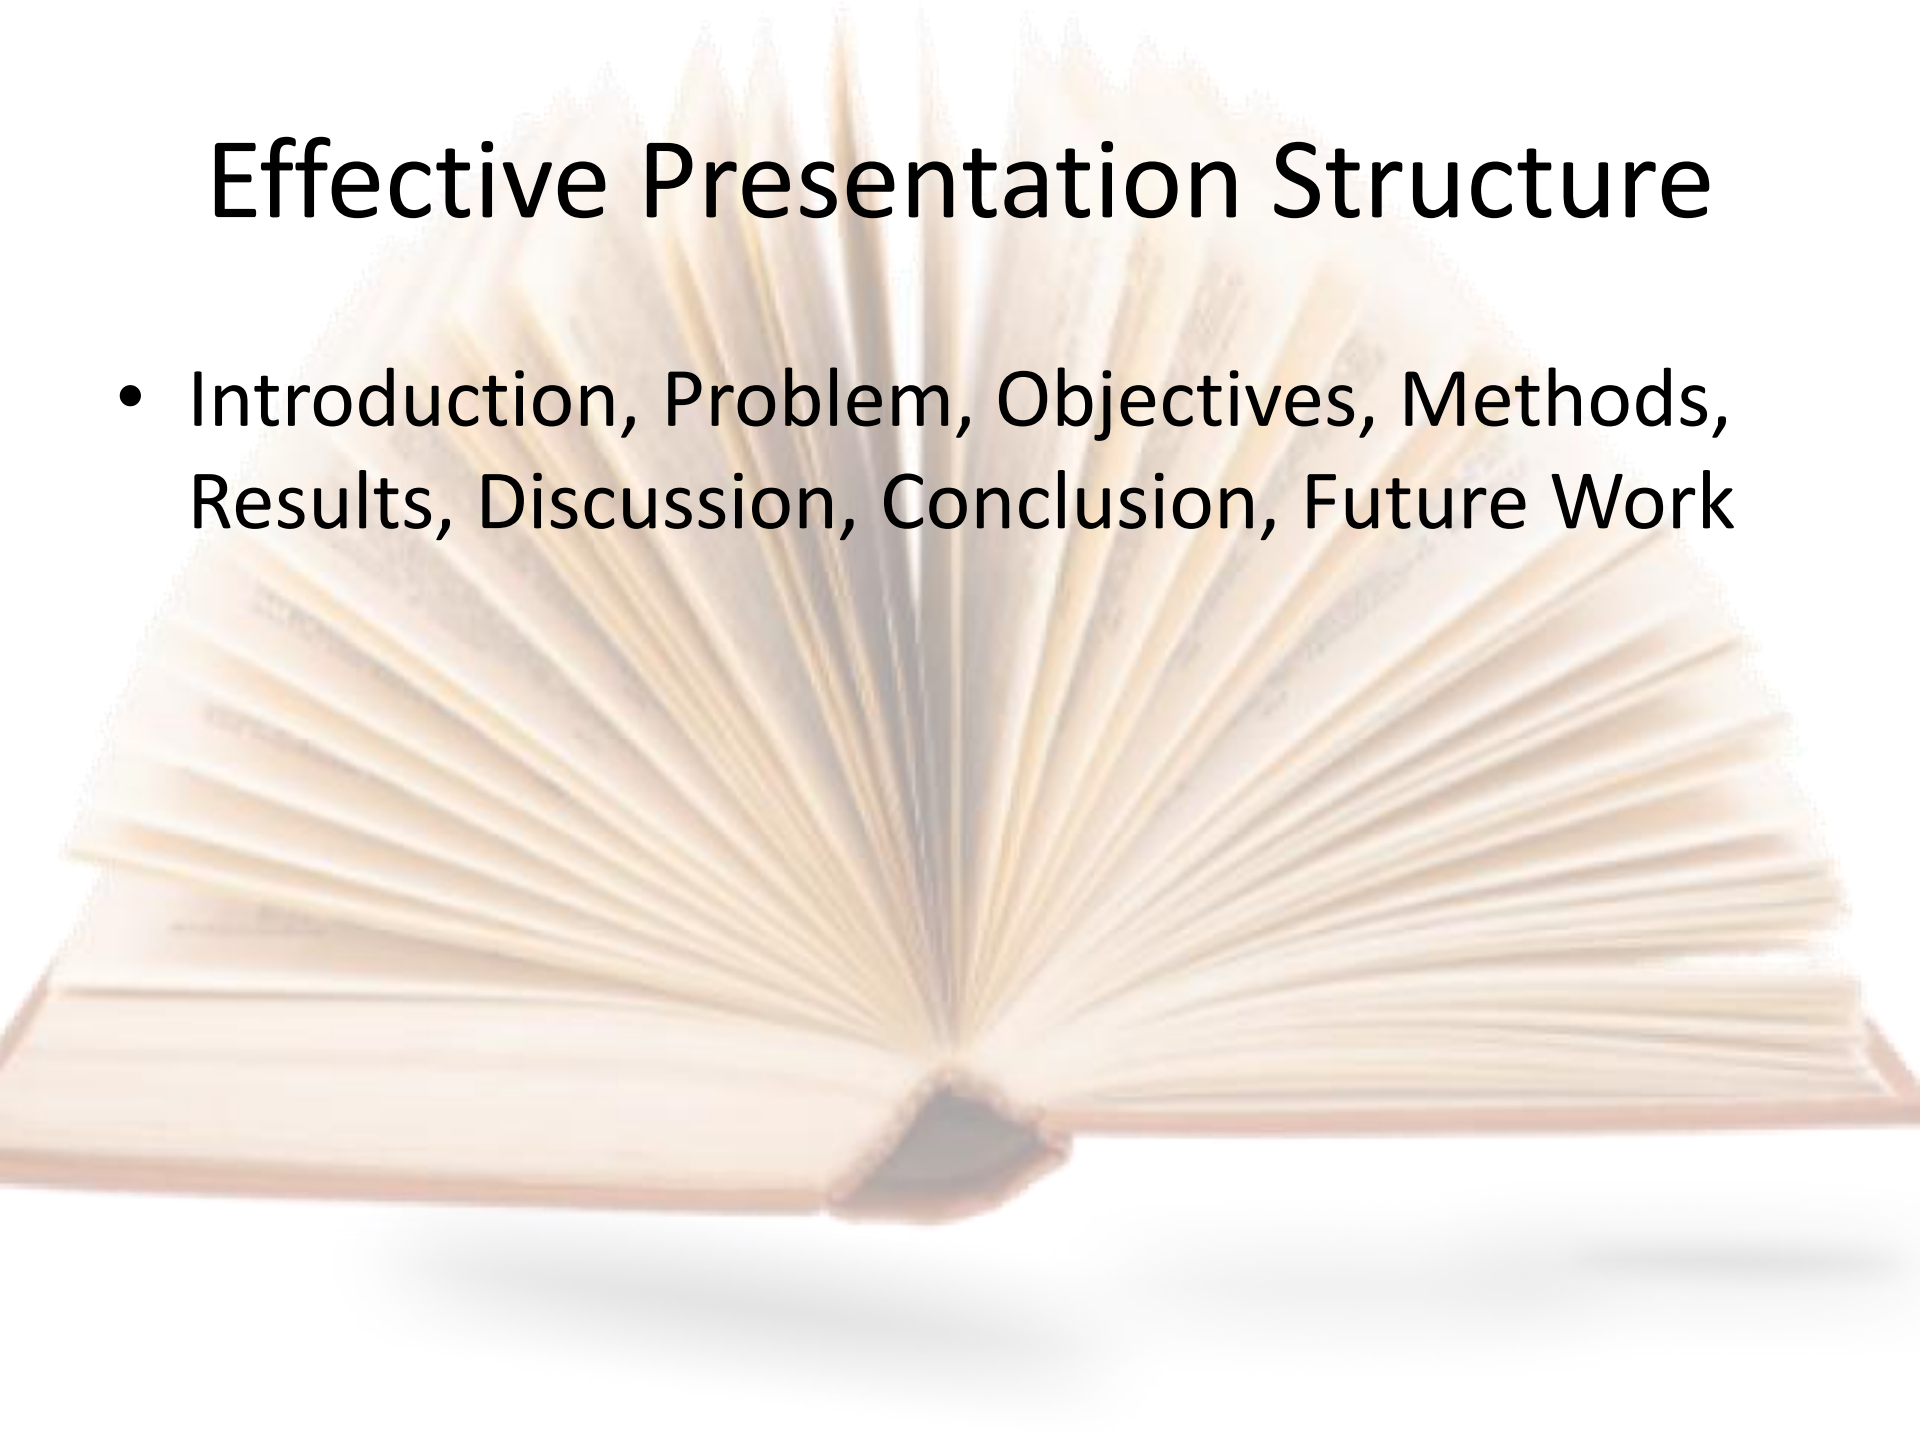 Effective Presentation Structure
• Introduction, Problem, Objectives, Methods,
Results, Discussion, Conclusion, Future Work